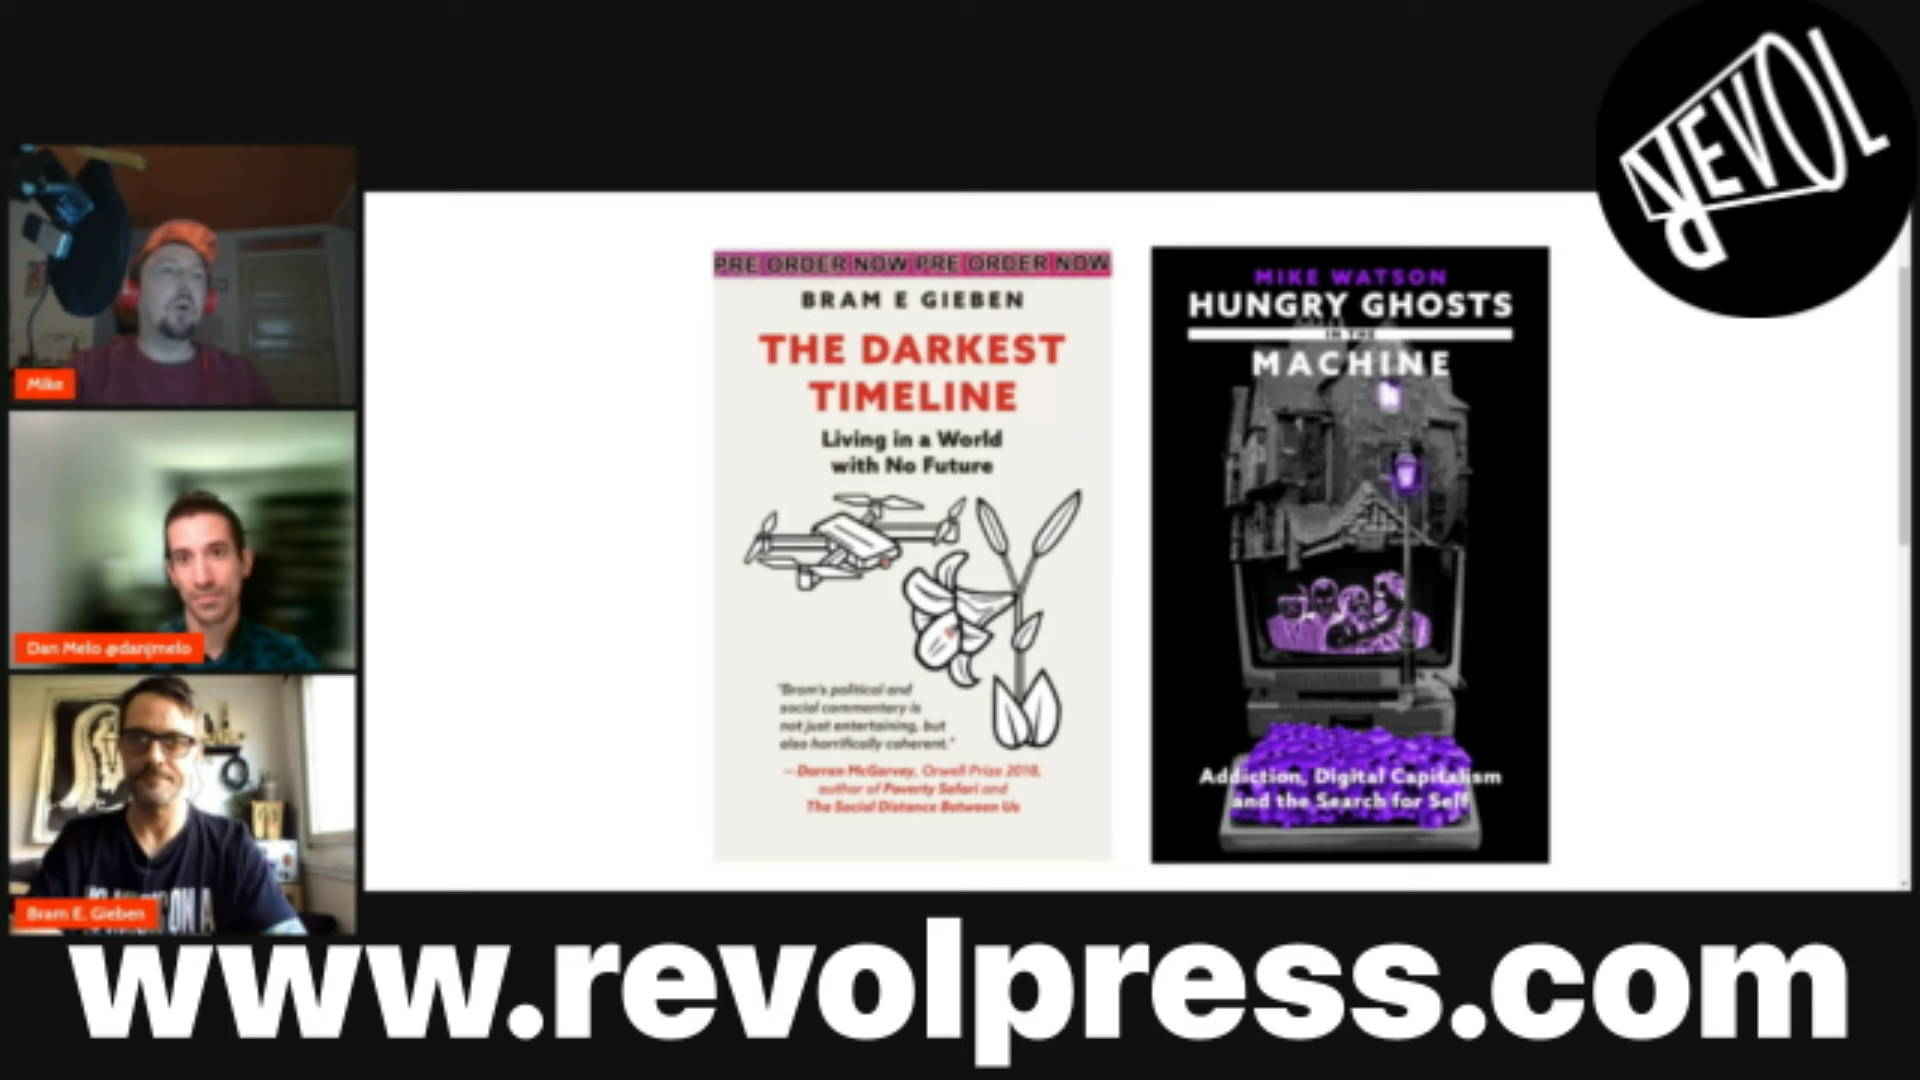 REVOL
Mike
Dan Melo @danjmelo
Bram E. Gieben
PRE ORDER NOW PRE ORDER NOW
BRAM E GIEBEN
THE DARKEST
TIMELINE
Living in a World
with No Future
"Bram's political and
social commentary is
not just entertaining, but
also horrifically coherent."
— Darren McGarvey, Orwell Prize 2018,
author of Poverty Safari and
The Social Distance Between Us
MIKE WATSON
HUNGRY GHOSTS
IN THE
MACHINE
Addiction, Digital Capitalism
and the Search for Self
www.revolpress.com